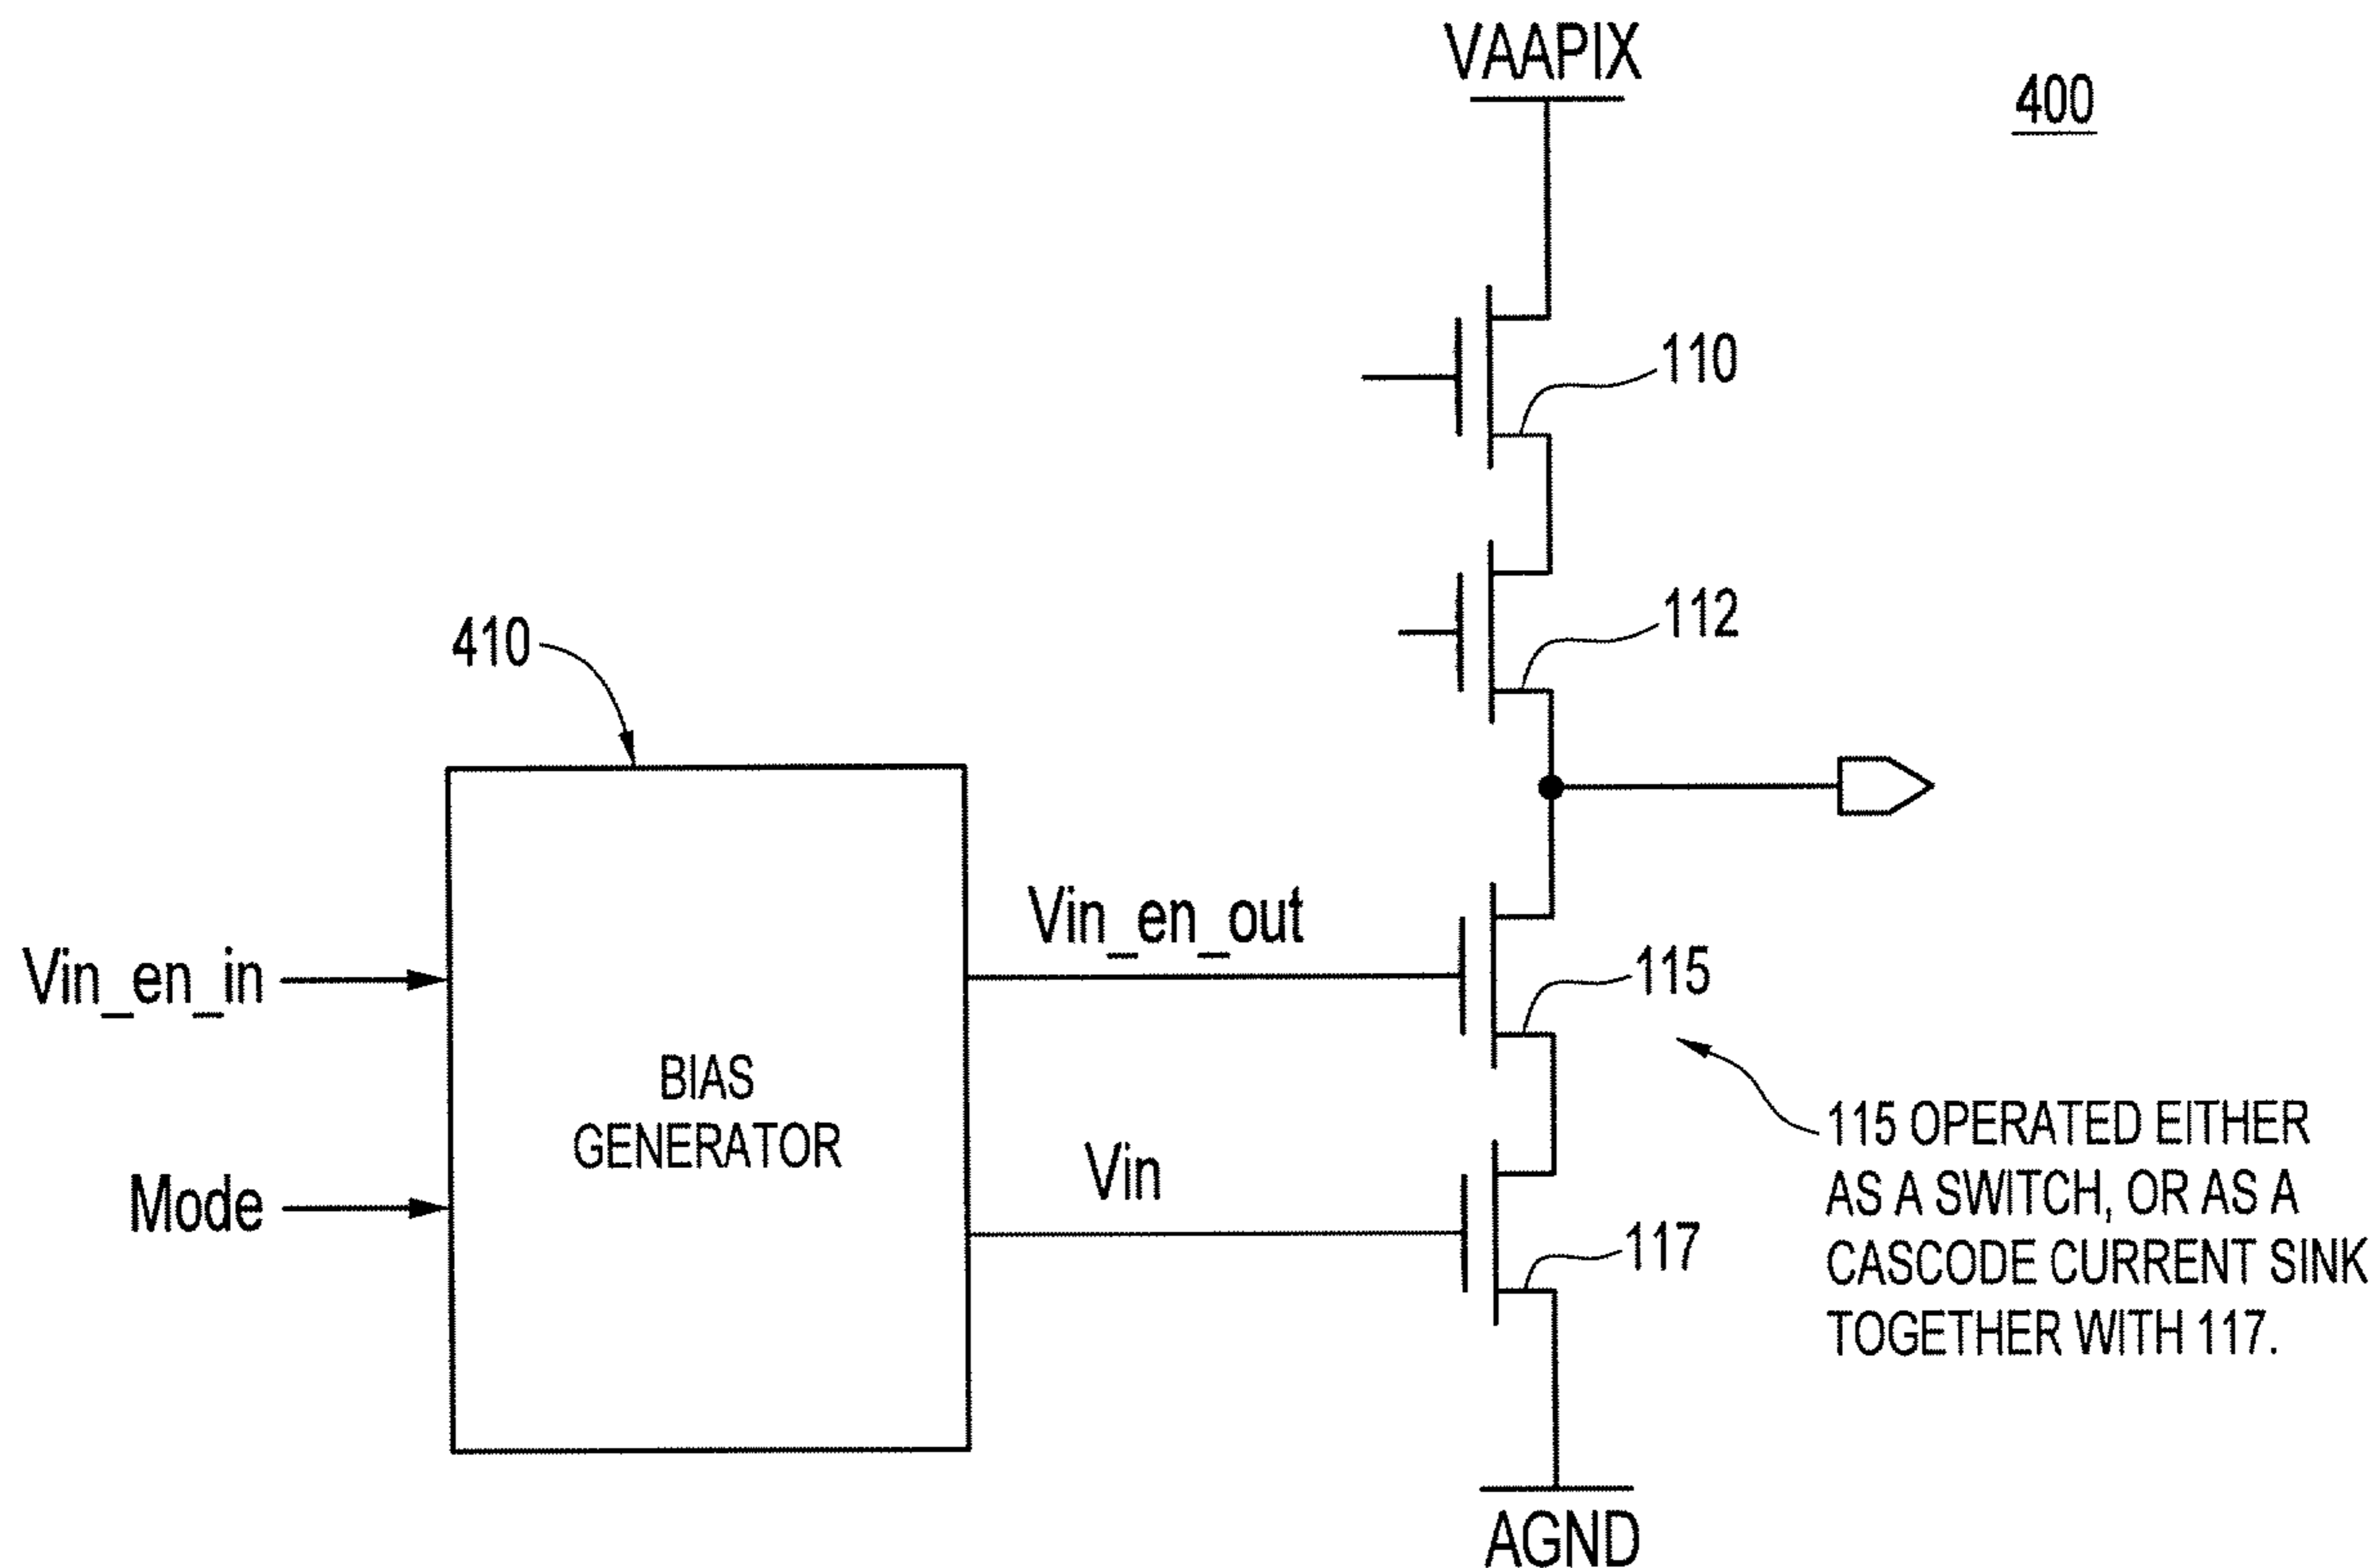 VAAPIX
400
110
112
410
Vin_en_out
Vin_en_in
115
BIAS
GENERATOR
Mode
Vin
117
115 OPERATED EITHER
AS A SWITCH, OR AS A
CASCODE CURRENT SINK
TOGETHER WITH 117.
AGND